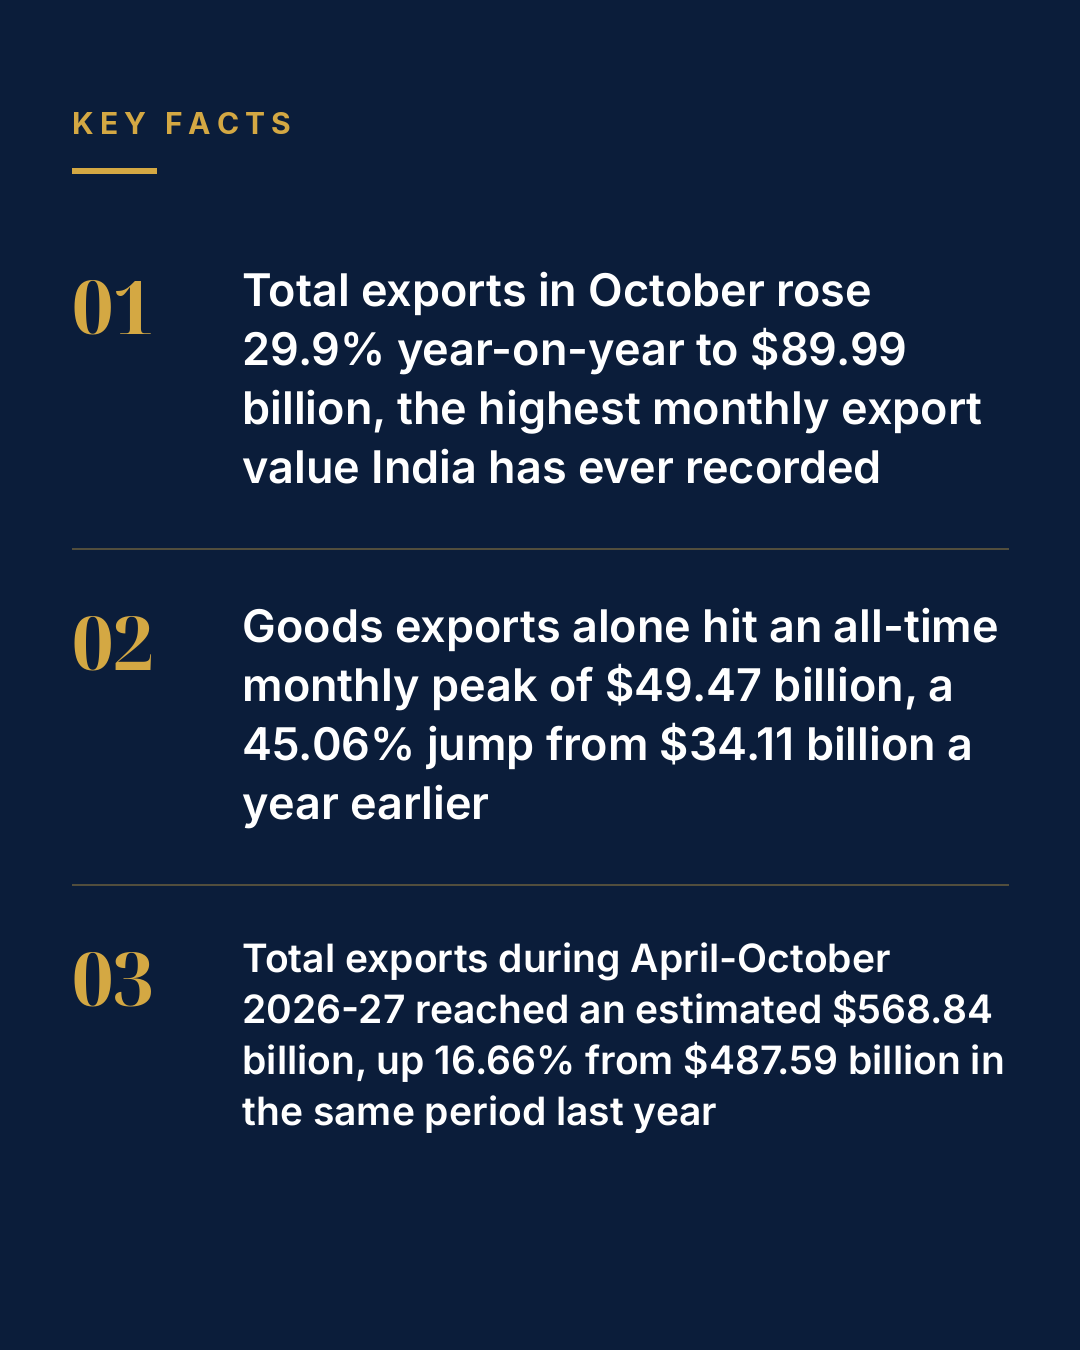 KEY FACTS
01
Total exports in October rose
29.9% year-on-year to $89.99
billion, the highest monthly export
value India has ever recorded
02
Goods exports alone hit an all-time
monthly peak of $49.47 billion, a
45.06% jump from $34.11 billion a
year earlier
03
Total exports during April-October
2026-27 reached an estimated $568.84
billion, up 16.66% from $487.59 billion in
the same period last year